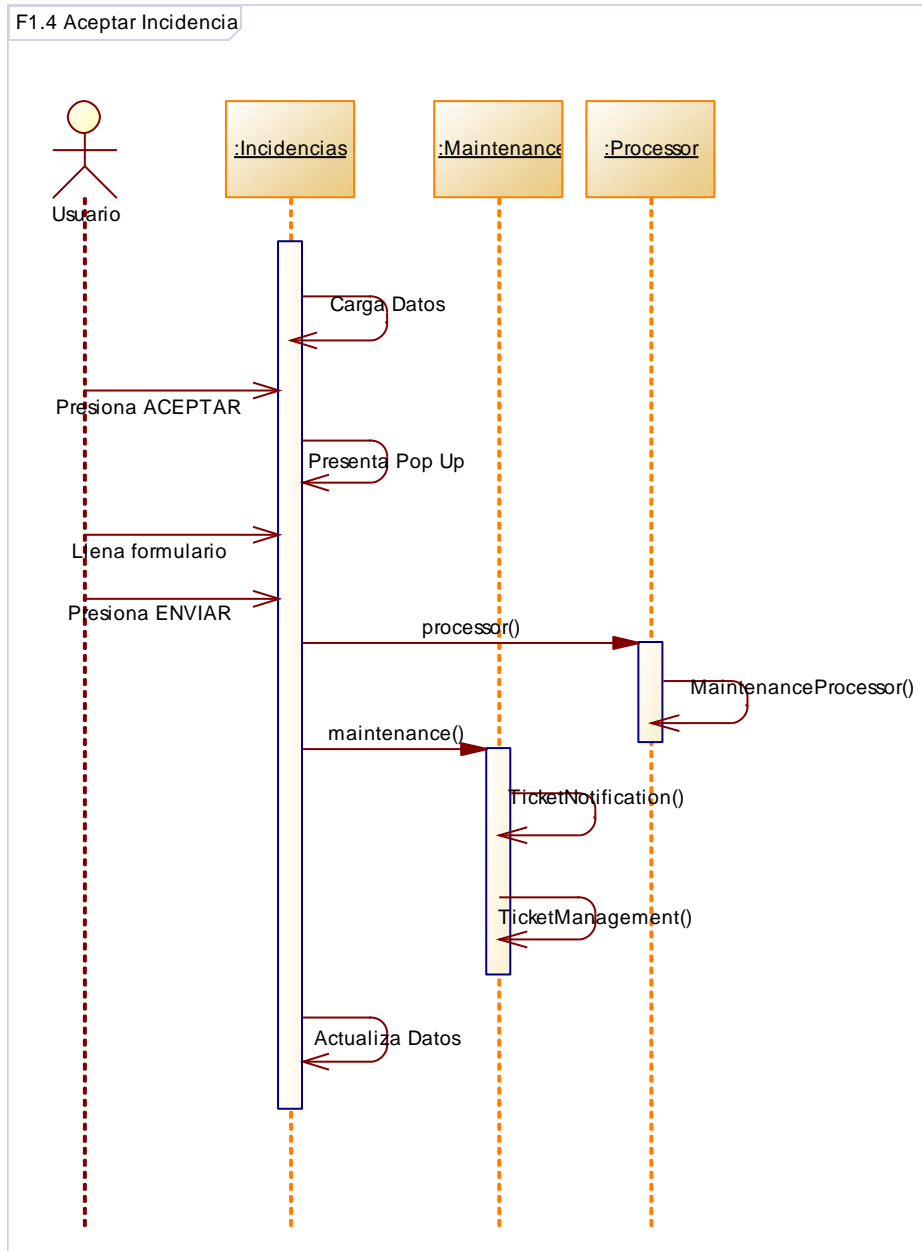 F1.4 Aceptar Incidencia
Usuario
:Incidencias
:Maintenance
:Processor
Carga Datos
Presiona ACEPTAR
Presenta Pop Up
Llena formulario
Presiona ENVIAR
processor()
MaintenanceProcessor()
maintenance()
TicketNotification()
TicketManagement()
Actualiza Datos